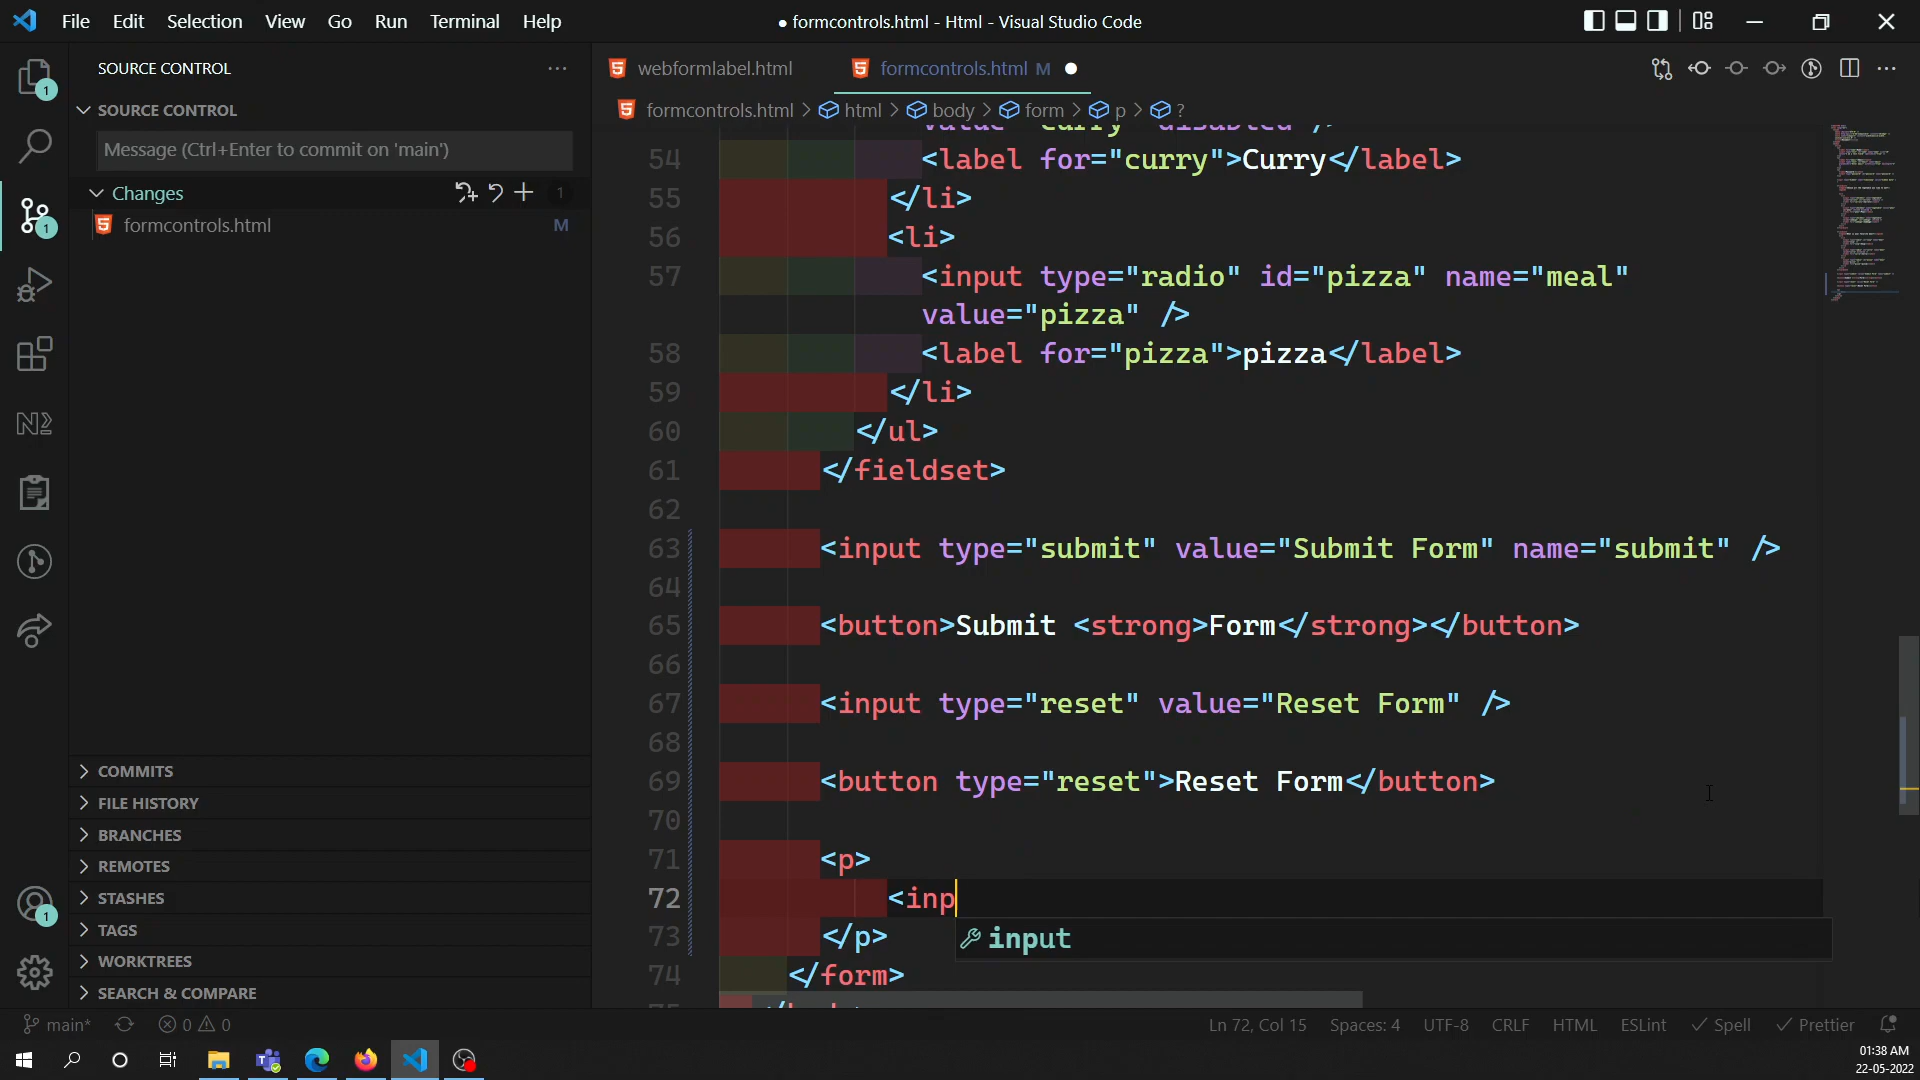 File Edit Selection View Go Run Terminal Help
● formcontrols.html - Html - Visual Studio Code
SOURCE CONTROL
webformlabel.html
formcontrols.html M
SOURCE CONTROL
formcontrols.html > html > body > form > p > ?
Message (Ctrl+Enter to commit on 'main')
Changes 1
formcontrols.html M
54 <label for="curry">Curry</label>
55 </li>
56 <li>
57 <input type="radio" id="pizza" name="meal"
value="pizza" />
58 <label for="pizza">pizza</label>
59 </li>
60 </ul>
61 </fieldset>
62
63 <input type="submit" value="Submit Form" name="submit" />
64
65 <button>Submit <strong>Form</strong></button>
66
67 <input type="reset" value="Reset Form" />
68
69 <button type="reset">Reset Form</button>
70
71 <p>
72 <inp
input
73 </p>
74 </form>
COMMITS
FILE HISTORY
BRANCHES
REMOTES
STASHES
TAGS
WORKTREES
SEARCH & COMPARE
1
1
1
main* 0 0
Ln 72, Col 15 Spaces: 4 UTF-8 CRLF HTML ESLint Spell Prettier
01:38 AM
22-05-2022